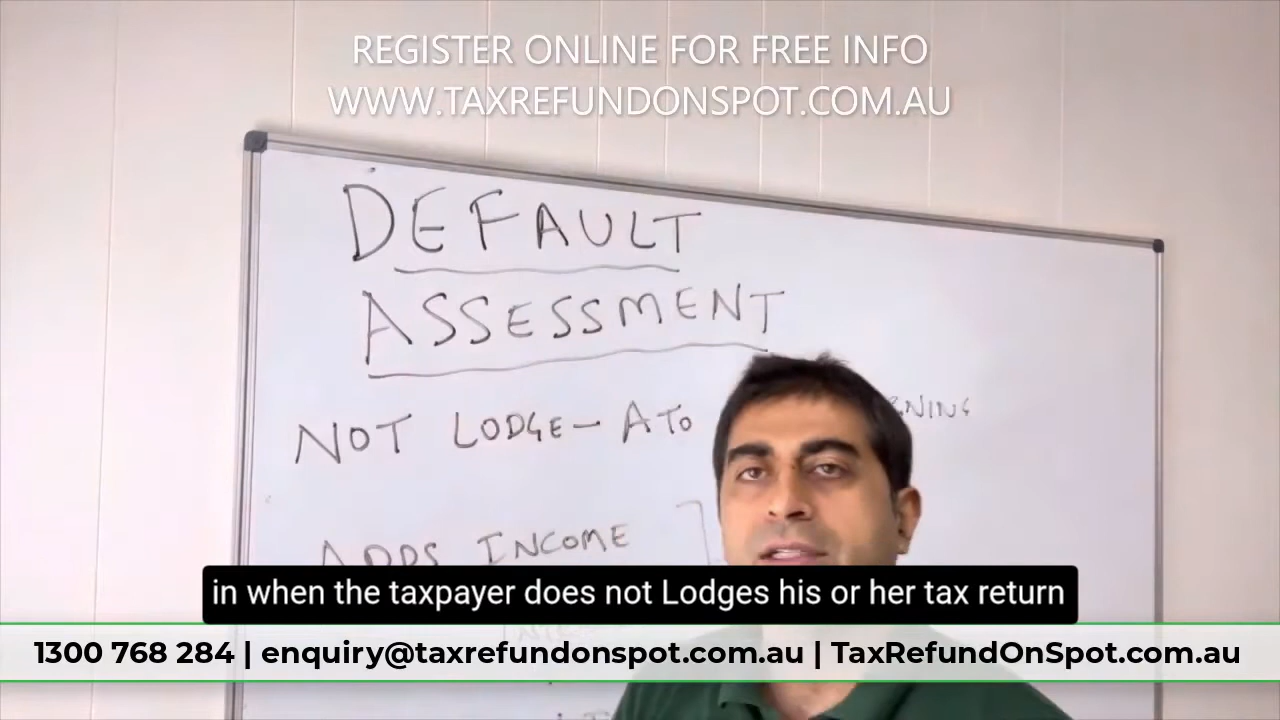 REGISTER ONLINE FOR FREE INFO
WWW.TAXREFUNDONSPOT.COM.AU
DEFAULT
ASSESSMENT
NOT LODGE - ATO
ADDS INCOME
in when the taxpayer does not Lodges his or her tax return
1300 768 284 | enquiry@taxrefundonspot.com.au | TaxRefundOnSpot.com.au